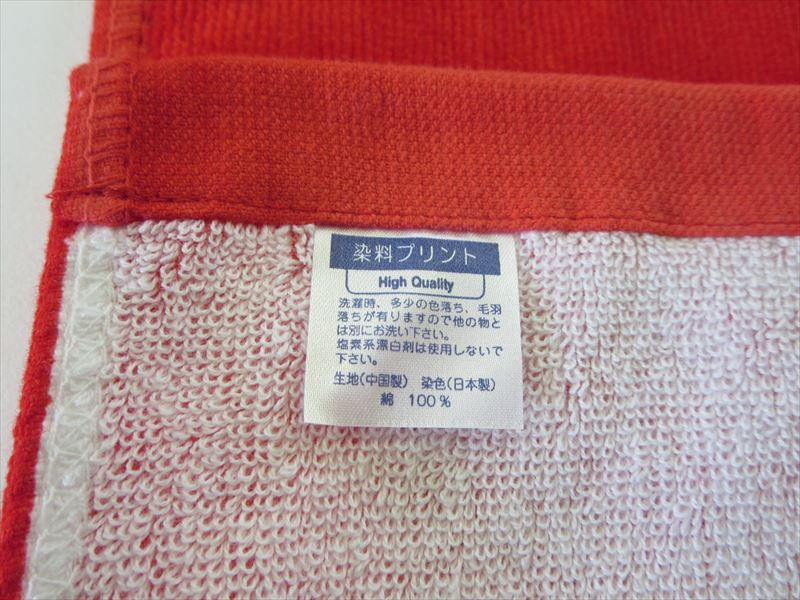 染料プリント
High Quality
洗濯時、多少の色落ち、毛羽
落ちが有りますので他の物と
は別にお洗い下さい。
塩素系漂白剤は使用しないで
下さい。
生地(中国製) 染色(日本製)
綿 100%